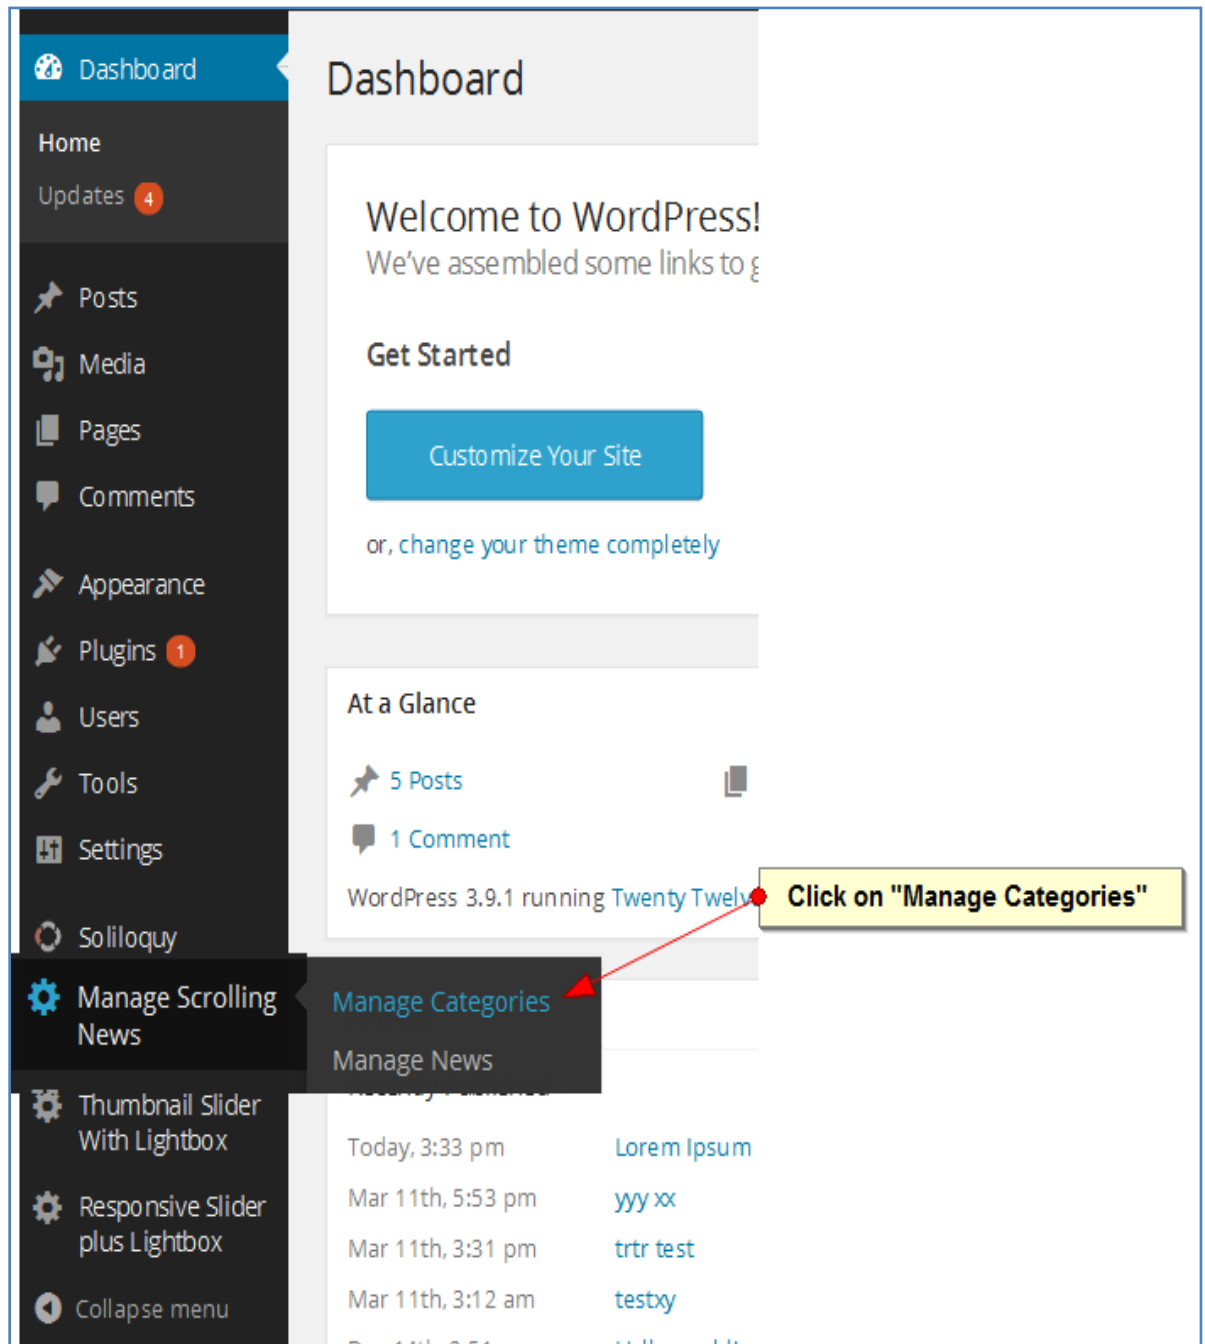 Dashboard
Home
Updates 4
Posts
Media
Pages
Comments
Appearance
Plugins 1
Users
Tools
Settings
Soliloquy
Manage Scrolling
News
Manage Categories
Manage News
Thumbnail Slider
With Lightbox
Responsive Slider
plus Lightbox
Collapse menu
Dashboard
Welcome to WordPress!
We've assembled some links to g
Get Started
Customize Your Site
or, change your theme completely
At a Glance
5 Posts
1 Comment
WordPress 3.9.1 running Twenty Twelv
Click on "Manage Categories"
Today, 3:33 pm Lorem Ipsum
Mar 11th, 5:53 pm yyy xx
Mar 11th, 3:31 pm trtr test
Mar 11th, 3:12 am testxy